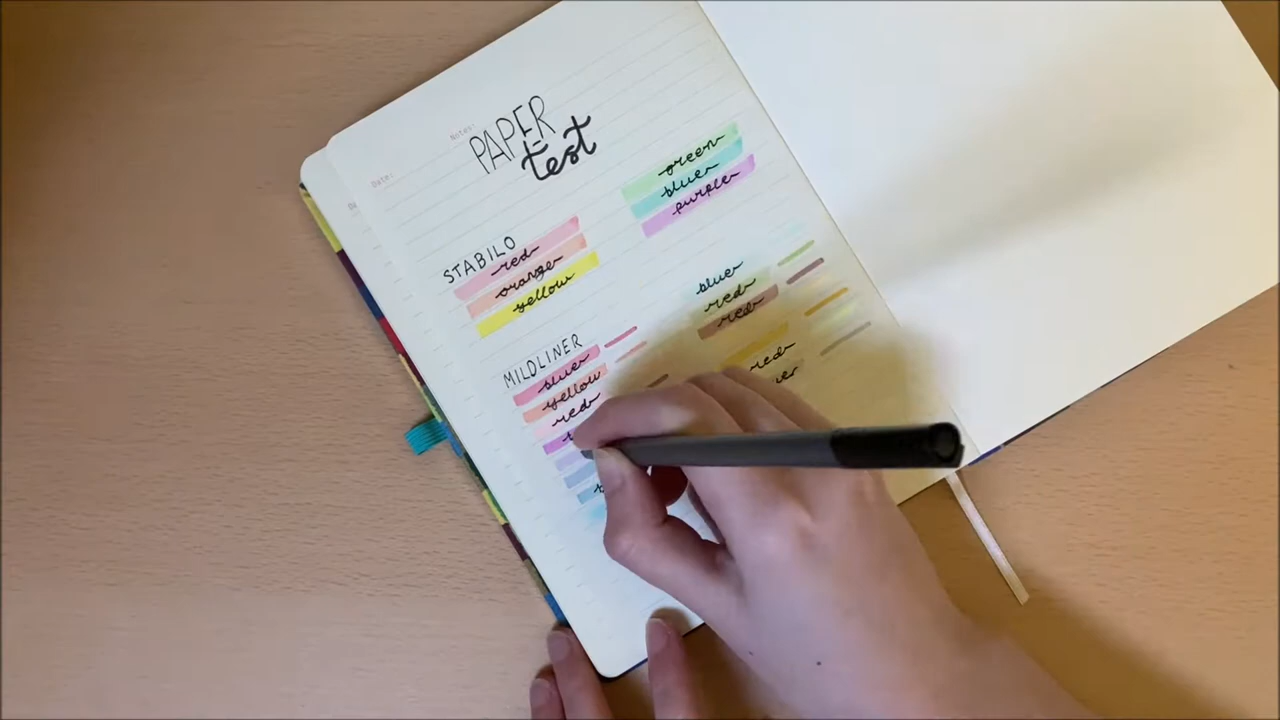 Notes:
PAPER
test
Date:
STABILO
red
orange
yellow
green
blue
purple
MILDLINER
blue
yellow
red
blue
red
red
red